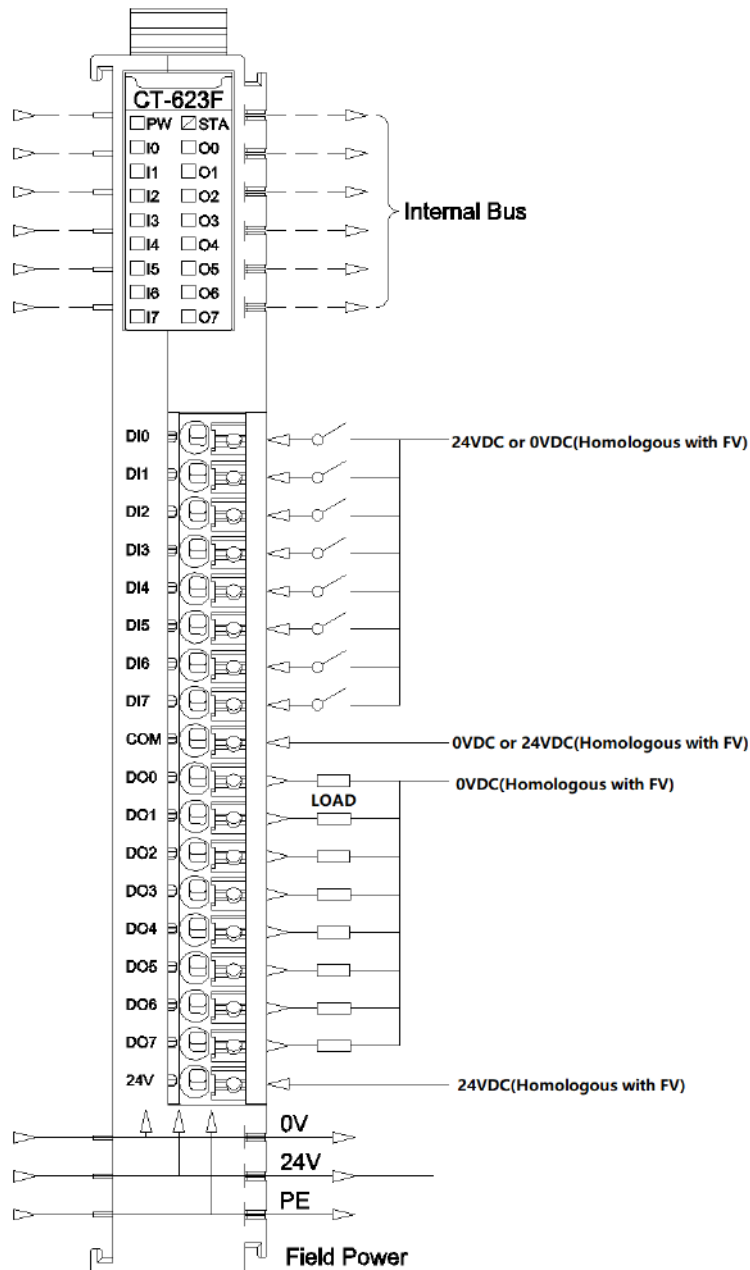 CT-623F
PW STA
I0 O0
I1 O1
I2 O2
I3 O3
I4 O4
I5 O5
I6 O6
I7 O7
Internal Bus
DI0
24VDC or 0VDC(Homologous with FV)
DI1
DI2
DI3
DI4
DI5
DI6
DI7
COM
0VDC or 24VDC(Homologous with FV)
DO0
0VDC(Homologous with FV)
LOAD
DO1
DO2
DO3
DO4
DO5
DO6
DO7
24V
24VDC(Homologous with FV)
0V
24V
PE
Field Power